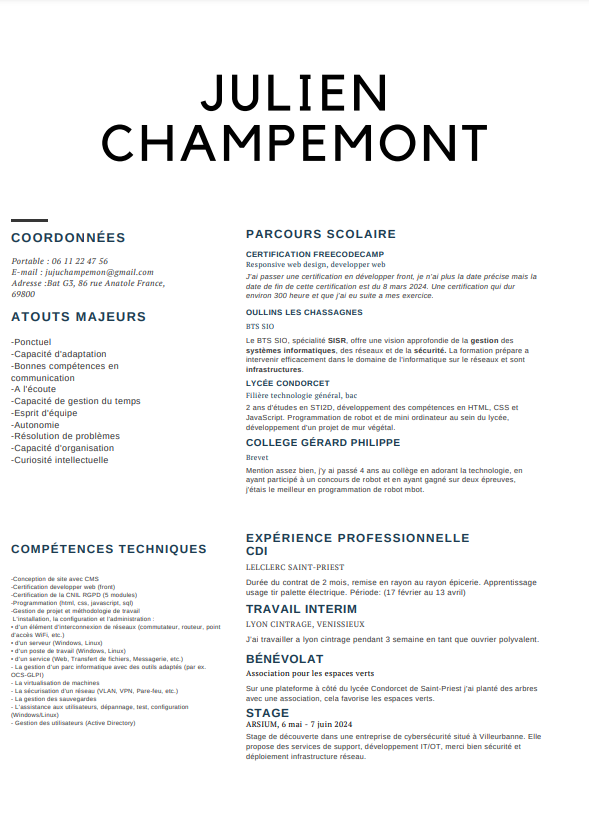 JULIEN
CHAMPEMONT
COORDONNÉES
Portable : 06 11 22 47 56
E-mail : jujuchampemon@gmail.com
Adresse :Bat G3, 86 rue Anatole France,
69800
ATOUTS MAJEURS
-Ponctuel
-Capacité d'adaptation
-Bonnes compétences en
communication
-A l'écoute
-Capacité de gestion du temps
-Esprit d'équipe
-Autonomie
-Résolution de problèmes
-Capacité d'organisation
-Curiosité intellectuelle
COMPÉTENCES TECHNIQUES
-Conception de site avec CMS
-Certification developper web (front)
-Certification de la CNIL RGPD (5 modules)
-Programmation (html, css, javascript, sql)
-Gestion de projet et méthodologie de travail
L'installation, la configuration et l'administration :
• d'un élément d'interconnexion de réseaux (commutateur, routeur, point
d'accès WiFi, etc.)
• d'un serveur (Windows, Linux)
• d'un poste de travail (Windows, Linux)
• d'un service (Web, Transfert de fichiers, Messagerie, etc.)
- La gestion d'un parc informatique avec des outils adaptés (par ex.
OCS-GLPI)
- La virtualisation de machines
- La sécurisation d'un réseau (VLAN, VPN, Pare-feu, etc.)
- La gestion des sauvegardes
- L'assistance aux utilisateurs, dépannage, test, configuration
(Windows/Linux)
- Gestion des utilisateurs (Active Directory)
PARCOURS SCOLAIRE
CERTIFICATION FREECODECAMP
Responsive web design, developper web
J'ai passer une certification en développer front, je n'ai plus la date précise mais la
date de fin de cette certification est du 8 mars 2024. Une certification qui dur
environ 300 heure et que j'ai eu suite a mes exercice.
OULLINS LES CHASSAGNES
BTS SIO
Le BTS SIO, spécialité SISR, offre une vision approfondie de la gestion des
systèmes informatiques, des réseaux et de la sécurité. La formation prépare a
intervenir efficacement dans le domaine de l'informatique sur le réseaux et sont
infrastructures.
LYCÉE CONDORCET
Filière technologie général, bac
2 ans d'études en STI2D, développement des compétences en HTML, CSS et
JavaScript. Programmation de robot et de mini ordinateur au sein du lycée,
développement d'un projet de mur végétal.
COLLEGE GÉRARD PHILIPPE
Brevet
Mention assez bien, j'y ai passé 4 ans au collège en adorant la technologie, en
ayant participé à un concours de robot et en ayant gagné sur deux épreuves,
j'étais le meilleur en programmation de robot mbot.
EXPÉRIENCE PROFESSIONNELLE
CDI
LELCLERC SAINT-PRIEST
Durée du contrat de 2 mois, remise en rayon au rayon épicerie. Apprentissage
usage tir palette électrique. Période: (17 février au 13 avril)
TRAVAIL INTERIM
LYON CINTRAGE, VENISSIEUX
J'ai travailler a lyon cintrage pendant 3 semaine en tant que ouvrier polyvalent.
BÉNÉVOLAT
Association pour les espaces verts
Sur une plateforme à côté du lycée Condorcet de Saint-Priest j'ai planté des arbres
avec une association, cela favorise les espaces verts.
STAGE
ARSIUM, 6 mai - 7 juin 2024
Stage de découverte dans une entreprise de cybersécurité situé à Villeurbanne. Elle
propose des services de support, développement IT/OT, merci bien sécurité et
déploiement infrastructure réseau.